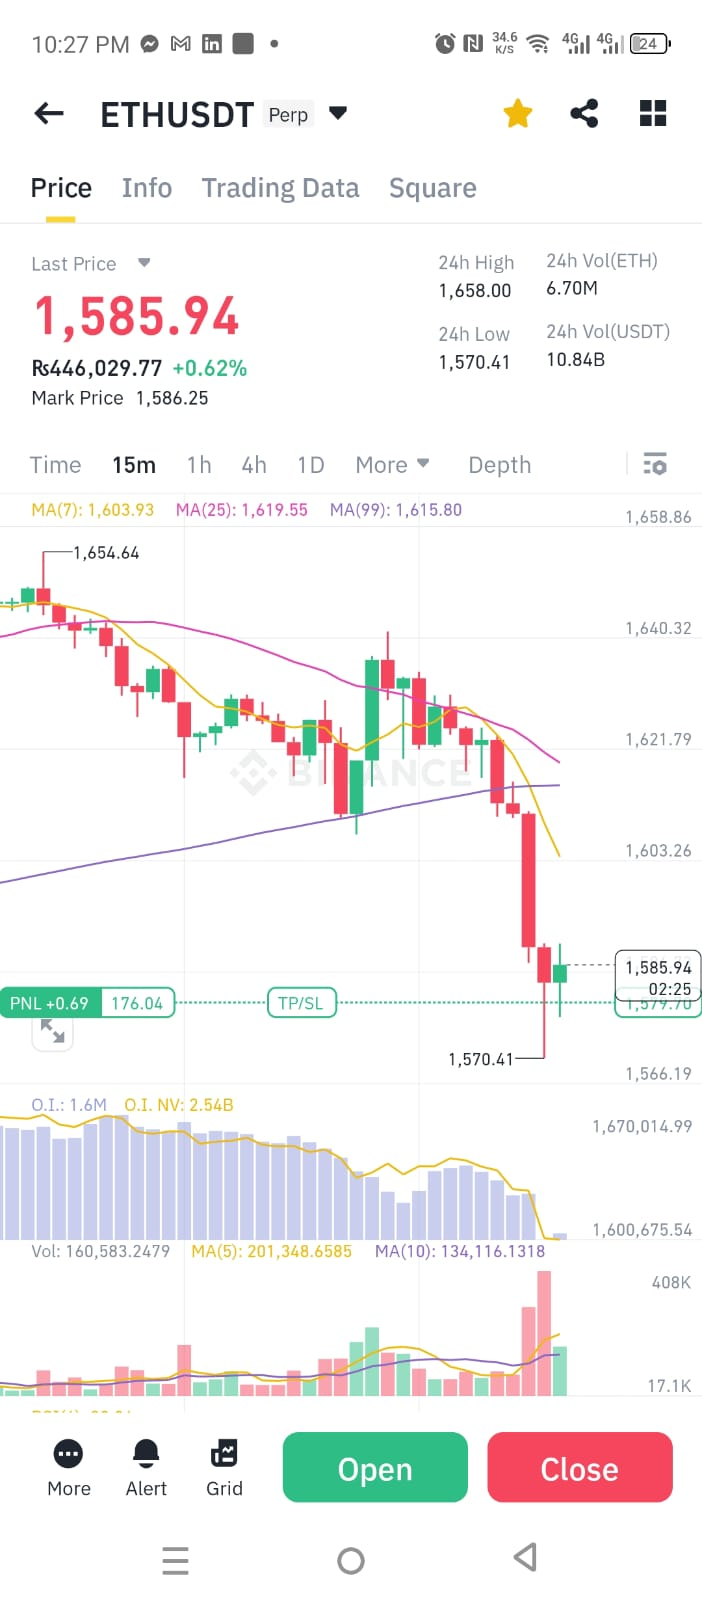 10:27 PM
34.6 K/S 4G 4G 24
ETHUSDT Perp
Price Info Trading Data Square
Last Price
1,585.94
₨446,029.77 +0.62%
Mark Price 1,586.25
24h High
1,658.00
24h Vol(ETH)
6.70M
24h Low
1,570.41
24h Vol(USDT)
10.84B
Time 15m 1h 4h 1D More Depth
MA(7): 1,603.93 MA(25): 1,619.55 MA(99): 1,615.80
1,658.86
1,654.64
1,640.32
1,621.79
BINANCE
1,603.26
1,585.94
02:25
PNL +0.69 176.04 TP/SL 1,579.70
1,570.41
1,566.19
O.I.: 1.6M O.I. NV: 2.54B
1,670,014.99
1,600,675.54
Vol: 160,583.2479 MA(5): 201,348.6585 MA(10): 134,116.1318
408K
17.1K
More Alert Grid Open Close